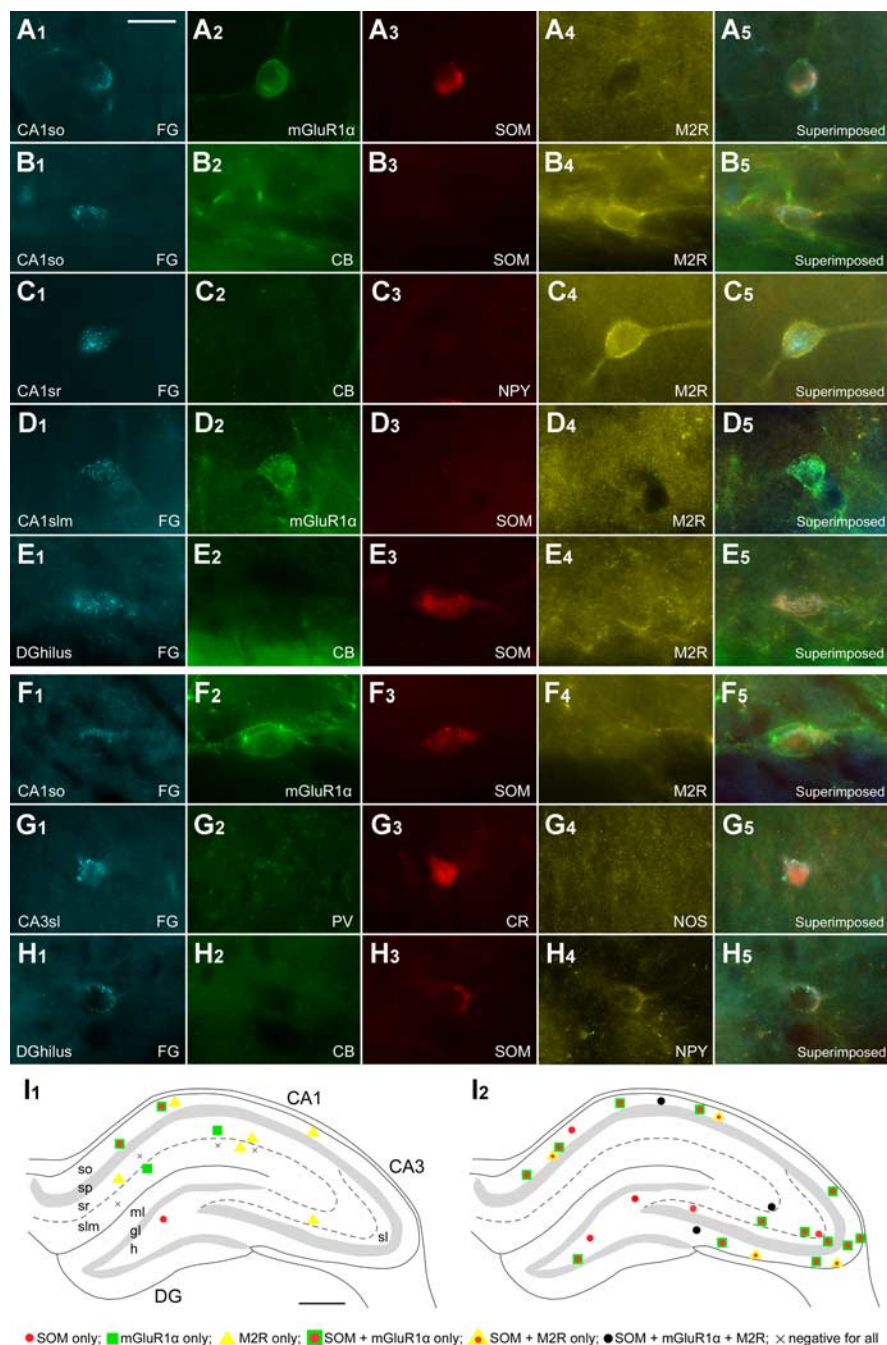 A1 A2 A3 A4 A5
CA1so FG mGluR1α SOM M2R Superimposed
B1 B2 B3 B4 B5
CA1so FG CB SOM M2R Superimposed
C1 C2 C3 C4 C5
CA1sr FG CB NPY M2R Superimposed
D1 D2 D3 D4 D5
CA1slm FG mGluR1α SOM M2R Superimposed
E1 E2 E3 E4 E5
DGhilus FG CB SOM M2R Superimposed
F1 F2 F3 F4 F5
CA1so FG mGluR1α SOM M2R Superimposed
G1 G2 G3 G4 G5
CA3sl FG PV CR NOS Superimposed
H1 H2 H3 H4 H5
DGhilus FG CB SOM NPY Superimposed
I1 I2
CA1
CA3
so
sp
sr
slm
ml
gl
h
sl
DG
SOM only; mGluR1α only; M2R only; SOM + mGluR1α only; SOM + M2R only; SOM + mGluR1α + M2R; × negative for all